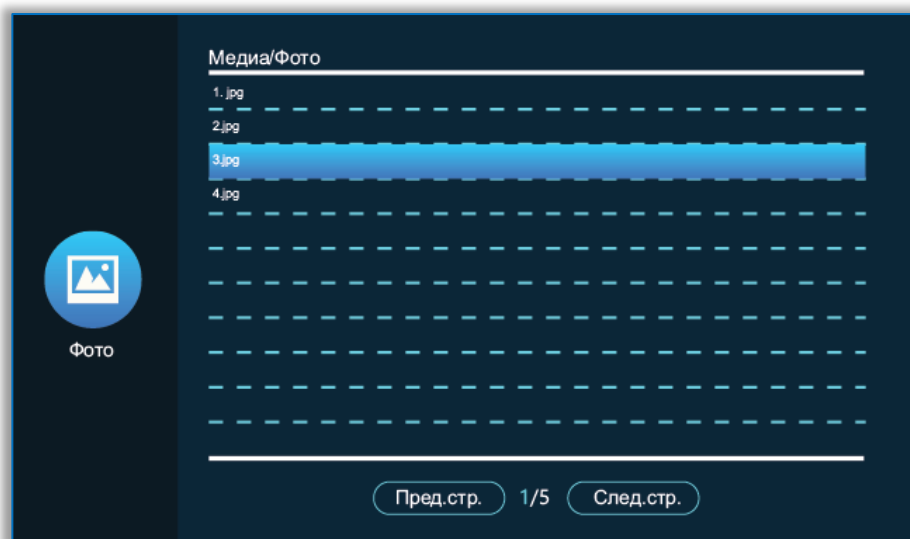 Медиа/Фото
1. jpg
2.jpg
3.jpg
4.jpg
Фото
Пред.стр. 1/5 След.стр.